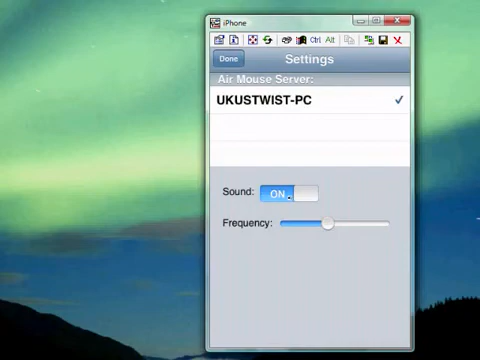 iPhone
Ctrl Alt
Done
Settings
Air Mouse Server:
UKUSTWIST-PC
Sound:
ON
Frequency: